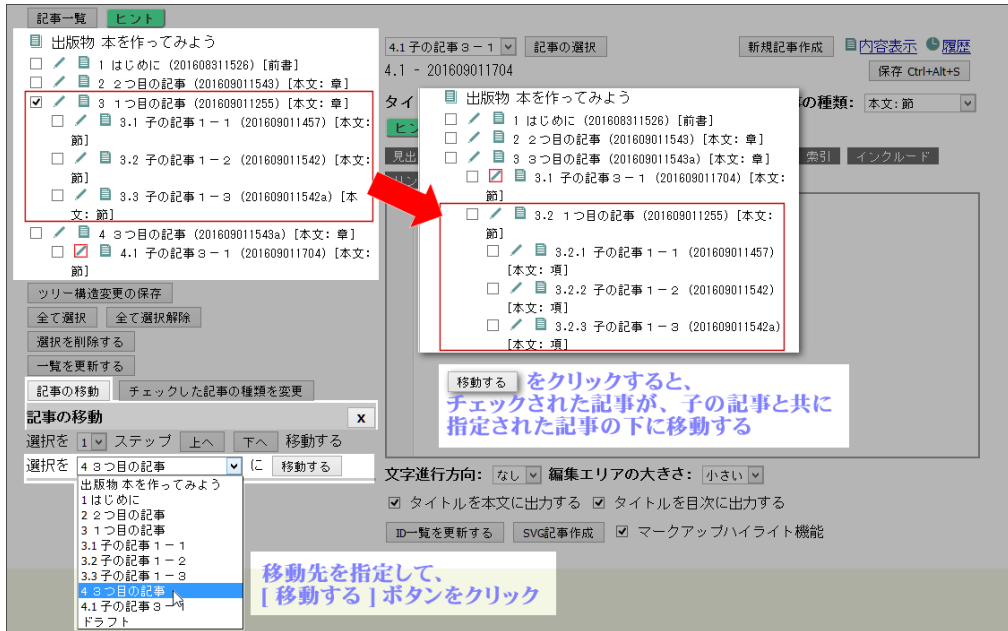 記事一覧 ヒント
出版物 本を作ってみよう
1 はじめに (201608311526) [前書]
2 2つ目の記事 (201609011543) [本文: 章]
3 1つ目の記事 (201609011255) [本文: 章]
3.1 子の記事1-1 (201609011457) [本文:
節]
3.2 子の記事1-2 (201609011542) [本文:
節]
3.3 子の記事1-3 (201609011542a) [本
文: 節]
4 3つ目の記事 (201609011543a) [本文: 章]
4.1 子の記事3-1 (201609011704) [本文:
節]
ツリー構造変更の保存
全て選択 全て選択解除
選択を削除する
一覧を更新する
記事の移動 チェックした記事の種類を変更
記事の移動 x
選択を 1 ステップ 上へ 下へ 移動する
選択を 4 3つ目の記事 に 移動する
出版物 本を作ってみよう
1 はじめに
2 2つ目の記事
3 1つ目の記事
3.1 子の記事1-1
3.2 子の記事1-2
3.3 子の記事1-3
4 3つ目の記事
4.1 子の記事3-1
ドラフト
4.1 子の記事3-1 記事の選択 新規記事作成 内容表示 履歴
4.1 - 201609011704 保存 Ctrl+Alt+S
タイ の種類: 本文: 節
ヒン
見出 索引 インクルード
リン
出版物 本を作ってみよう
1 はじめに (201608311526) [前書]
2 2つ目の記事 (201609011543) [本文: 章]
3 3つ目の記事 (201609011543a) [本文: 章]
3.1 子の記事3-1 (201609011704) [本文:
節]
3.2 1つ目の記事 (201609011255) [本文:
節]
3.2.1 子の記事1-1 (201609011457)
[本文: 項]
3.2.2 子の記事1-2 (201609011542)
[本文: 項]
3.2.3 子の記事1-3 (201609011542a)
[本文: 項]
移動する をクリックすると、
チェックされた記事が、子の記事と共に
指定された記事の下に移動する
文字進行方向: なし 編集エリアの大きさ: 小さい
タイトルを本文に出力する タイトルを目次に出力する
ID一覧を更新する SVG記事作成 マークアップハイライト機能
移動先を指定して、
[ 移動する ] ボタンをクリック